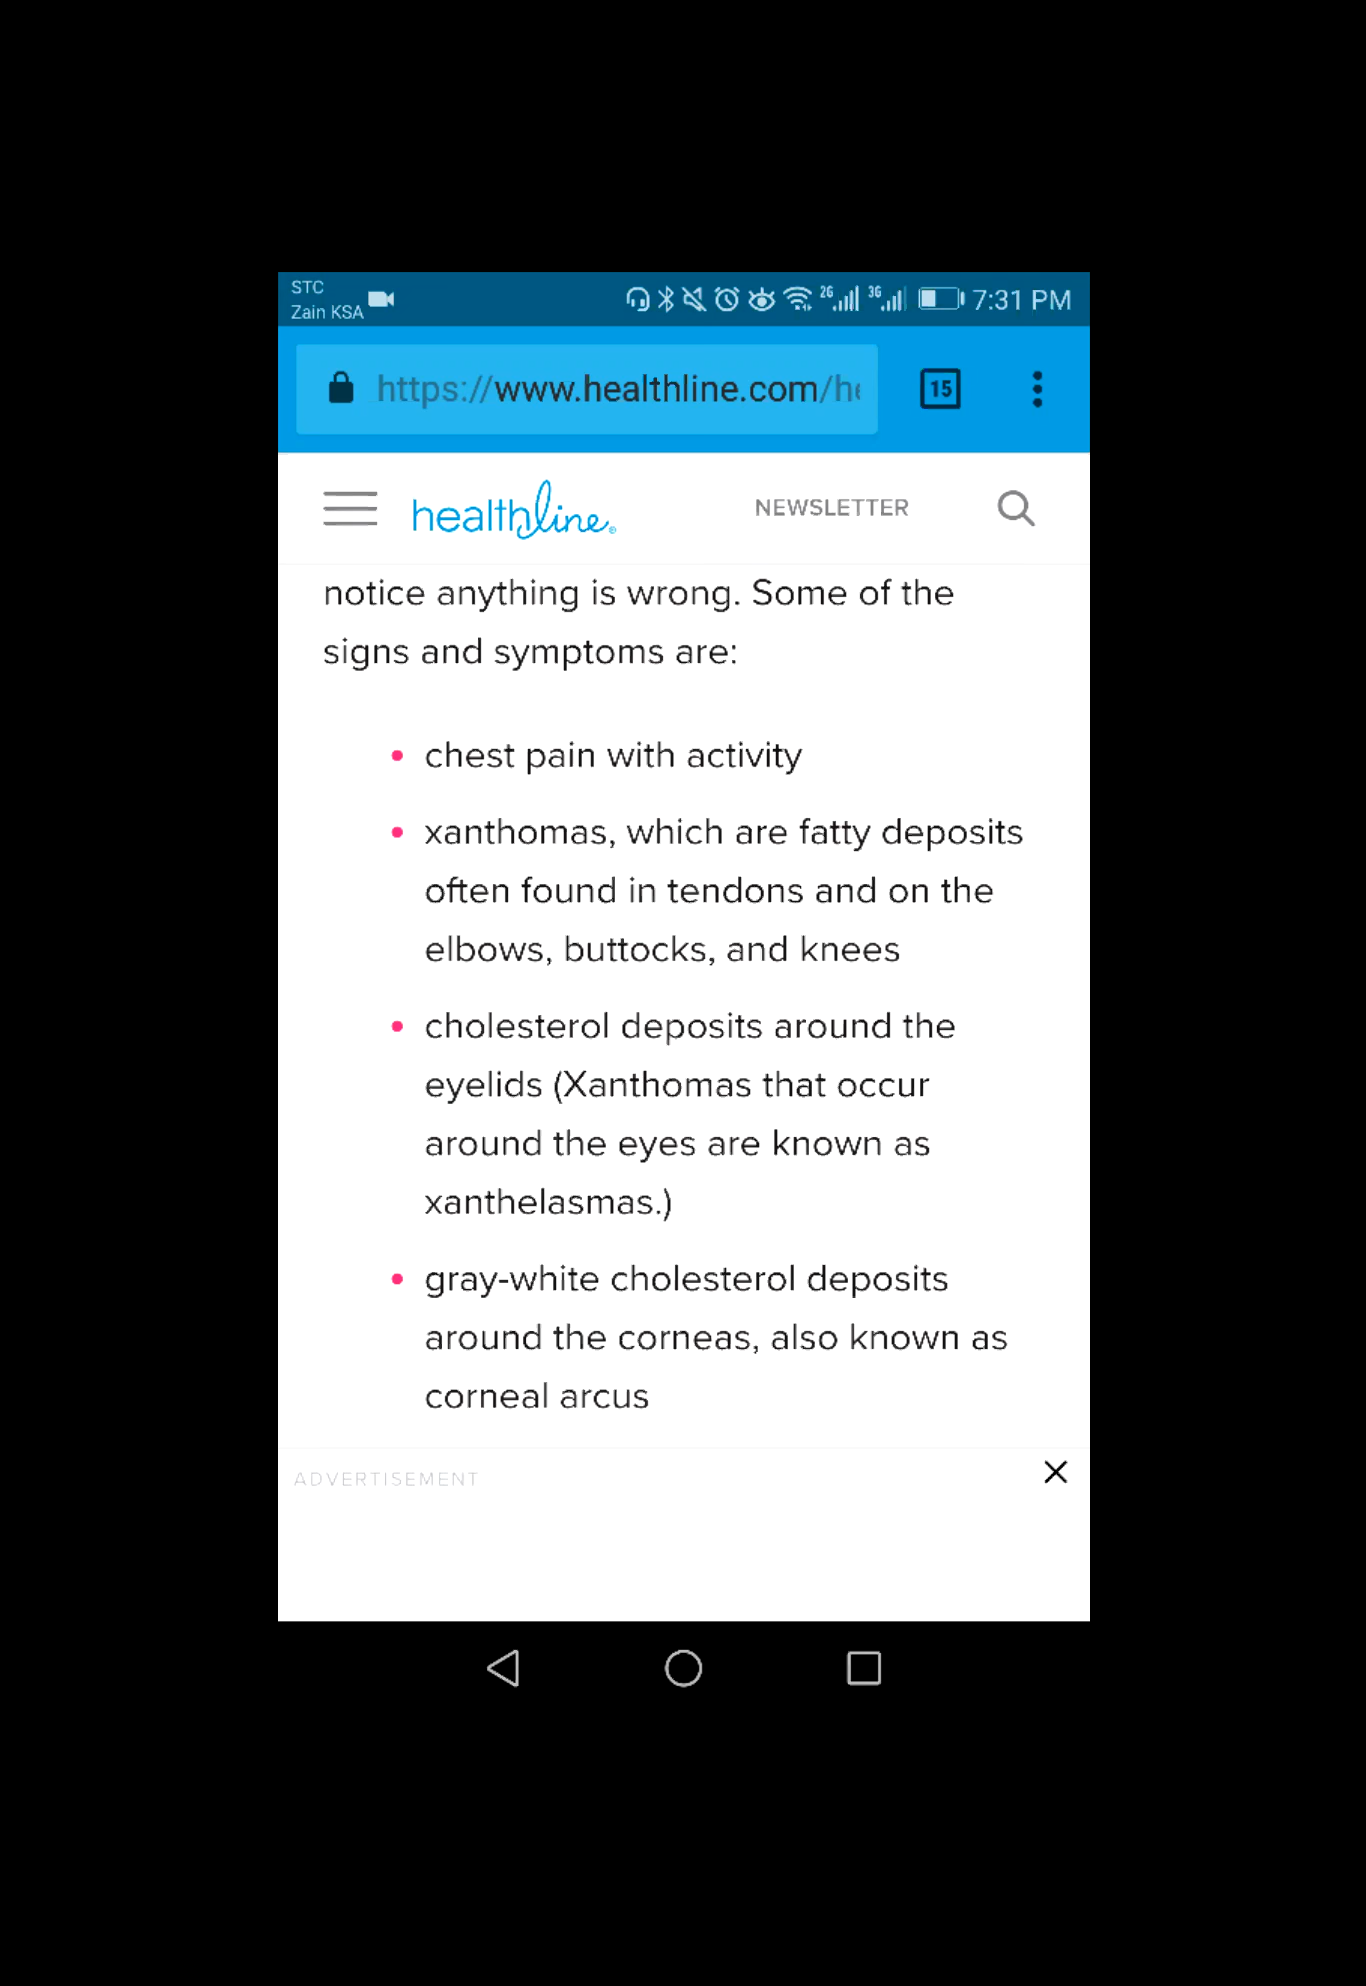 STC
Zain KSA
2G 3G 7:31 PM
https://www.healthline.com/he
15
healthline
NEWSLETTER
notice anything is wrong. Some of the
signs and symptoms are:
• chest pain with activity
• xanthomas, which are fatty deposits
often found in tendons and on the
elbows, buttocks, and knees
• cholesterol deposits around the
eyelids (Xanthomas that occur
around the eyes are known as
xanthelasmas.)
• gray-white cholesterol deposits
around the corneas, also known as
corneal arcus
ADVERTISEMENT